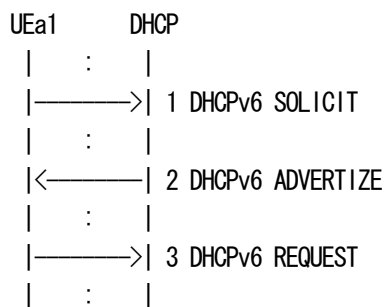 UEa1 DHCP
| : |
|-------->| 1 DHCPv6 SOLICIT
| : |
|<--------| 2 DHCPv6 ADVERTIZE
| : |
|-------->| 3 DHCPv6 REQUEST
| : |